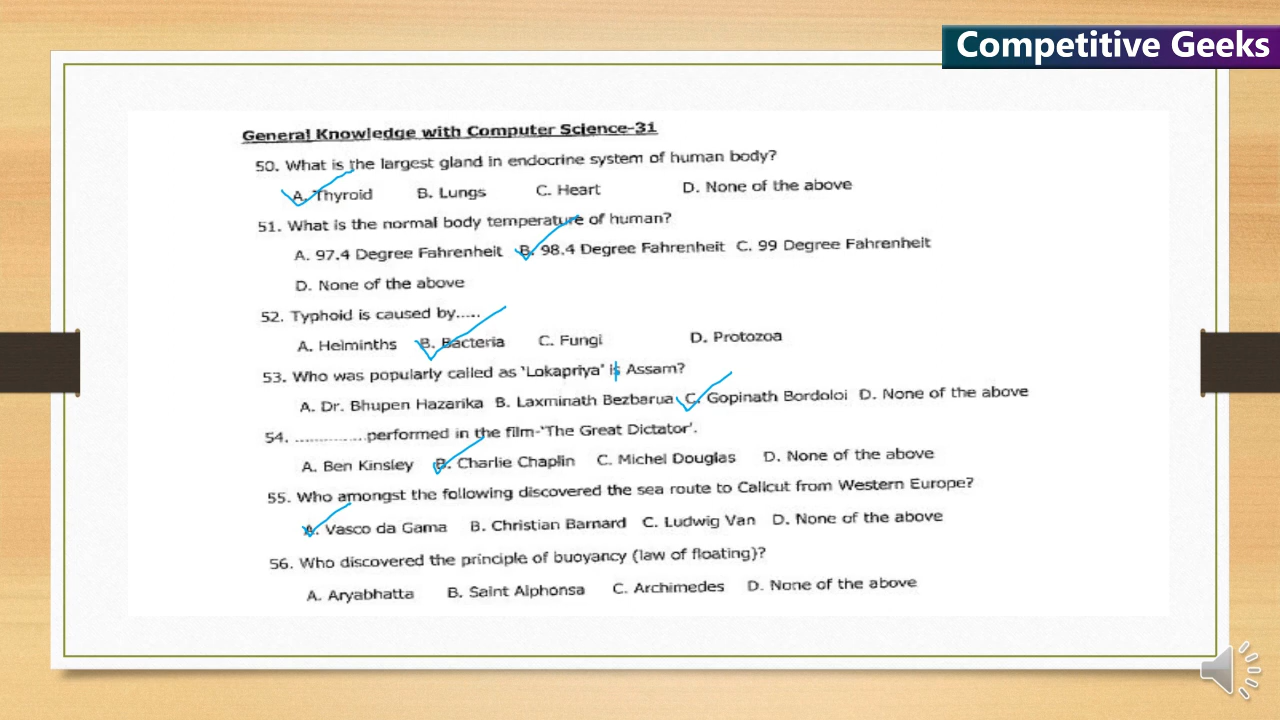 Competitive Geeks
General Knowledge with Computer Science-31
50. What is the largest gland in endocrine system of human body?
A. Thyroid B. Lungs C. Heart D. None of the above
51. What is the normal body temperature of human?
A. 97.4 Degree Fahrenheit B. 98.4 Degree Fahrenheit C. 99 Degree Fahrenheit
D. None of the above
52. Typhoid is caused by.....
A. Helminths B. Bacteria C. Fungi D. Protozoa
53. Who was popularly called as 'Lokapriya' is Assam?
A. Dr. Bhupen Hazarika B. Laxminath Bezbarua C. Gopinath Bordoloi D. None of the above
54. ..............performed in the film-'The Great Dictator'.
A. Ben Kinsley B. Charlie Chaplin C. Michel Douglas D. None of the above
55. Who amongst the following discovered the sea route to Calicut from Western Europe?
A. Vasco da Gama B. Christian Barnard C. Ludwig Van D. None of the above
56. Who discovered the principle of buoyancy (law of floating)?
A. Aryabhatta B. Saint Alphonsa C. Archimedes D. None of the above